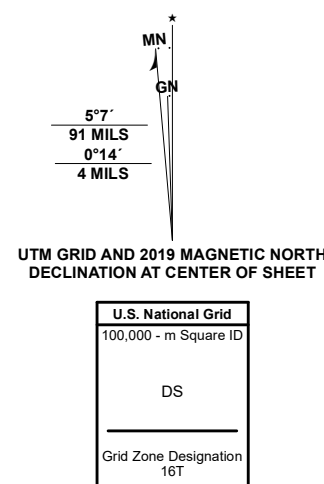 ★
MN
GN
5°7´
91 MILS
0°14´
4 MILS
UTM GRID AND 2019 MAGNETIC NORTH
DECLINATION AT CENTER OF SHEET
U.S. National Grid
100,000 - m Square ID
DS
Grid Zone Designation
16T